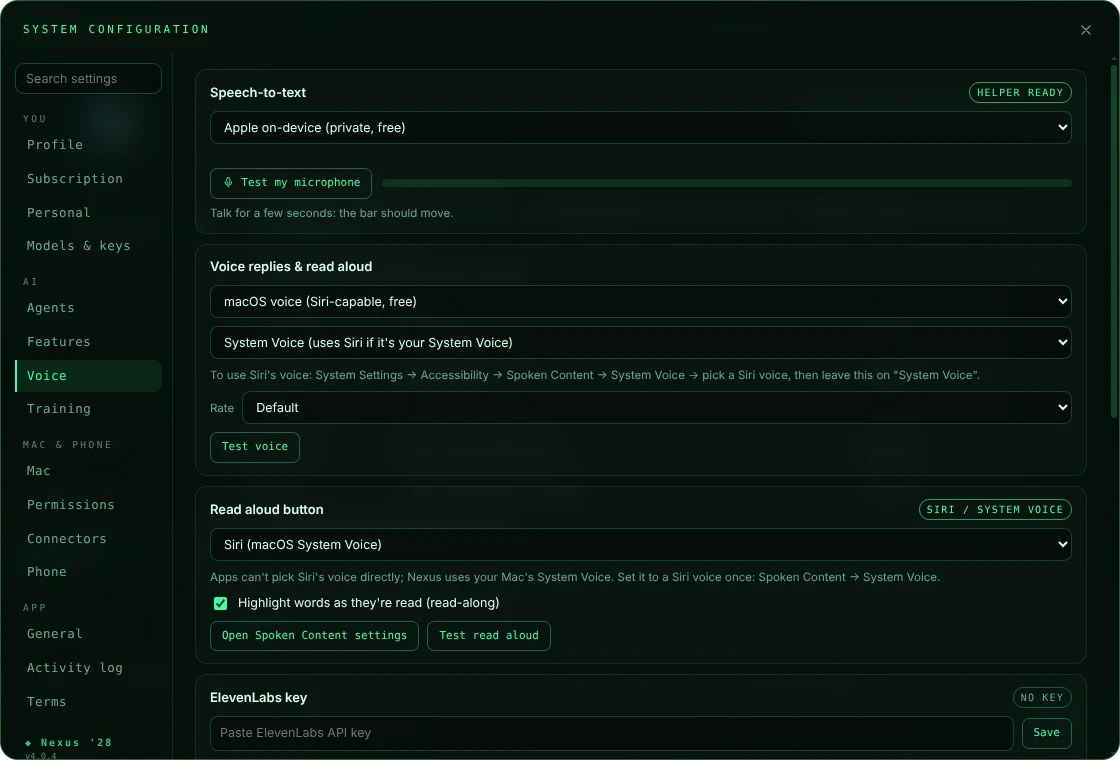 SYSTEM CONFIGURATION
Search settings
YOU
Profile
Subscription
Personal
Models & keys
AI
Agents
Features
Voice
Training
MAC & PHONE
Mac
Permissions
Connectors
Phone
APP
General
Activity log
Terms
◆ Nexus '28
v4.0.4
Speech-to-text
HELPER READY
Apple on-device (private, free)
Test my microphone
Talk for a few seconds: the bar should move.
Voice replies & read aloud
macOS voice (Siri-capable, free)
System Voice (uses Siri if it's your System Voice)
To use Siri's voice: System Settings → Accessibility → Spoken Content → System Voice → pick a Siri voice, then leave this on "System Voice".
Rate Default
Test voice
Read aloud button
SIRI / SYSTEM VOICE
Siri (macOS System Voice)
Apps can't pick Siri's voice directly; Nexus uses your Mac's System Voice. Set it to a Siri voice once: Spoken Content → System Voice.
Highlight words as they're read (read-along)
Open Spoken Content settings Test read aloud
ElevenLabs key
NO KEY
Paste ElevenLabs API key Save